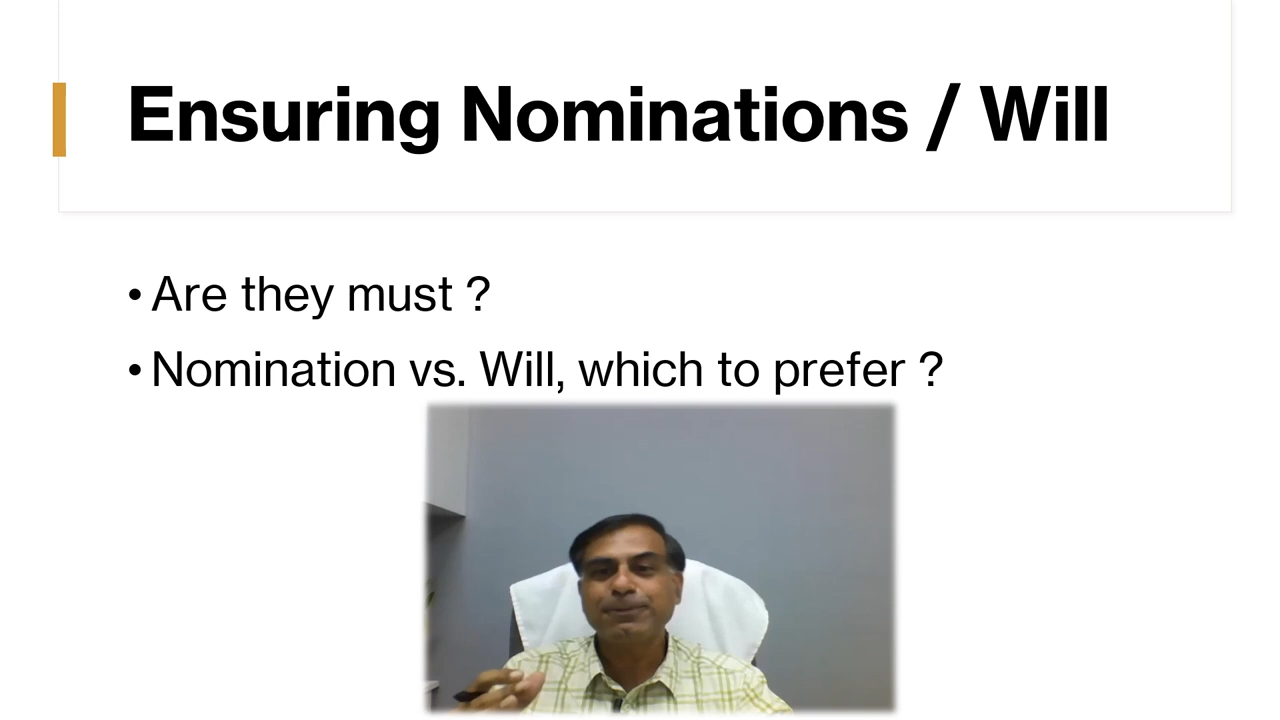 Ensuring Nominations / Will
• Are they must ?
• Nomination vs. Will, which to prefer ?